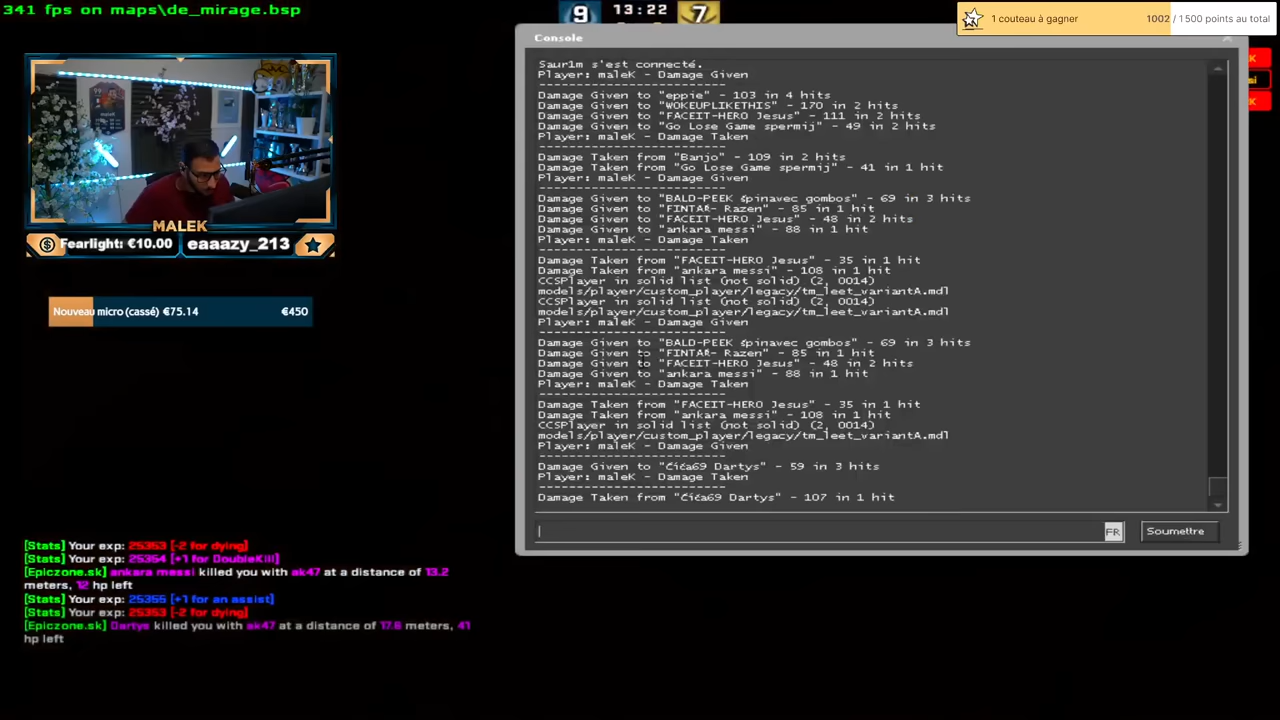 341 fps on maps\de_mirage.bsp
9 13:22 7
1 couteau à gagner 1002 / 1500 points au total
Console
Saur1m s'est connecté.
Player: maleK - Damage Given
-------------------------
Damage Given to "eppie" - 103 in 4 hits
Damage Given to "WOKEUPLIKETHIS" - 170 in 2 hits
Damage Given to "FACEIT-HERO Jesus" - 111 in 2 hits
Damage Given to "Go Lose Game spermij" - 49 in 2 hits
Player: maleK - Damage Taken
-------------------------
Damage Taken from "Banjo" - 109 in 2 hits
Damage Taken from "Go Lose Game spermij" - 41 in 1 hit
Player: maleK - Damage Given
-------------------------
Damage Given to "BALD-PEEK gombos" - 69 in 3 hits
Damage Given to Razen" - 85 in 1 hit
Damage Given to "FACEIT-HERO Jesus" - 48 in 2 hits
Damage Given to "ankara messi" - 88 in 1 hit
Player: maleK - Damage Taken
-------------------------
Damage Taken from "FACEIT-HERO Jesus" - 35 in 1 hit
Damage Taken from "ankara messi" - 108 in 1 hit
CCSPlayer in solid list (not solid) (2, 0014)
models/player/custom_player/legacy/tm_leet_variantA.mdl
CCSPlayer in solid list (not solid) (2, 0014)
models/player/custom_player/legacy/tm_leet_variantA.mdl
Player: maleK - Damage Given
-------------------------
Damage Given to "BALD-PEEK gombos" - 69 in 3 hits
Damage Given to Razen" - 85 in 1 hit
Damage Given to "FACEIT-HERO Jesus" - 48 in 2 hits
Damage Given to "ankara messi" - 88 in 1 hit
Player: maleK - Damage Taken
-------------------------
Damage Taken from "FACEIT-HERO Jesus" - 35 in 1 hit
Damage Taken from "ankara messi" - 108 in 1 hit
CCSPlayer in solid list (not solid) (2, 0014)
models/player/custom_player/legacy/tm_leet_variantA.mdl
Player: maleK - Damage Given
-------------------------
Damage Given to "Čiča69 Dartys" - 59 in 3 hits
Player: maleK - Damage Taken
-------------------------
Damage Taken from "Čiča69 Dartys" - 107 in 1 hit
FR Soumettre
MALEK
Fearlight: €10.00 eaaazy_213
Nouveau micro (cassé) €75.14 €450
[Stats] Your exp: 25353 [-2 for dying]
[Stats] Your exp: 25354 [+1 for DoubleKill]
[Epiczone.sk] ankara messi killed you with ak47 at a distance of 13.2
meters, 12 hp left
[Stats] Your exp: 25355 [+1 for an assist]
[Stats] Your exp: 25353 [-2 for dying]
[Epiczone.sk] Dartys killed you with ak47 at a distance of 17.6 meters, 41
hp left